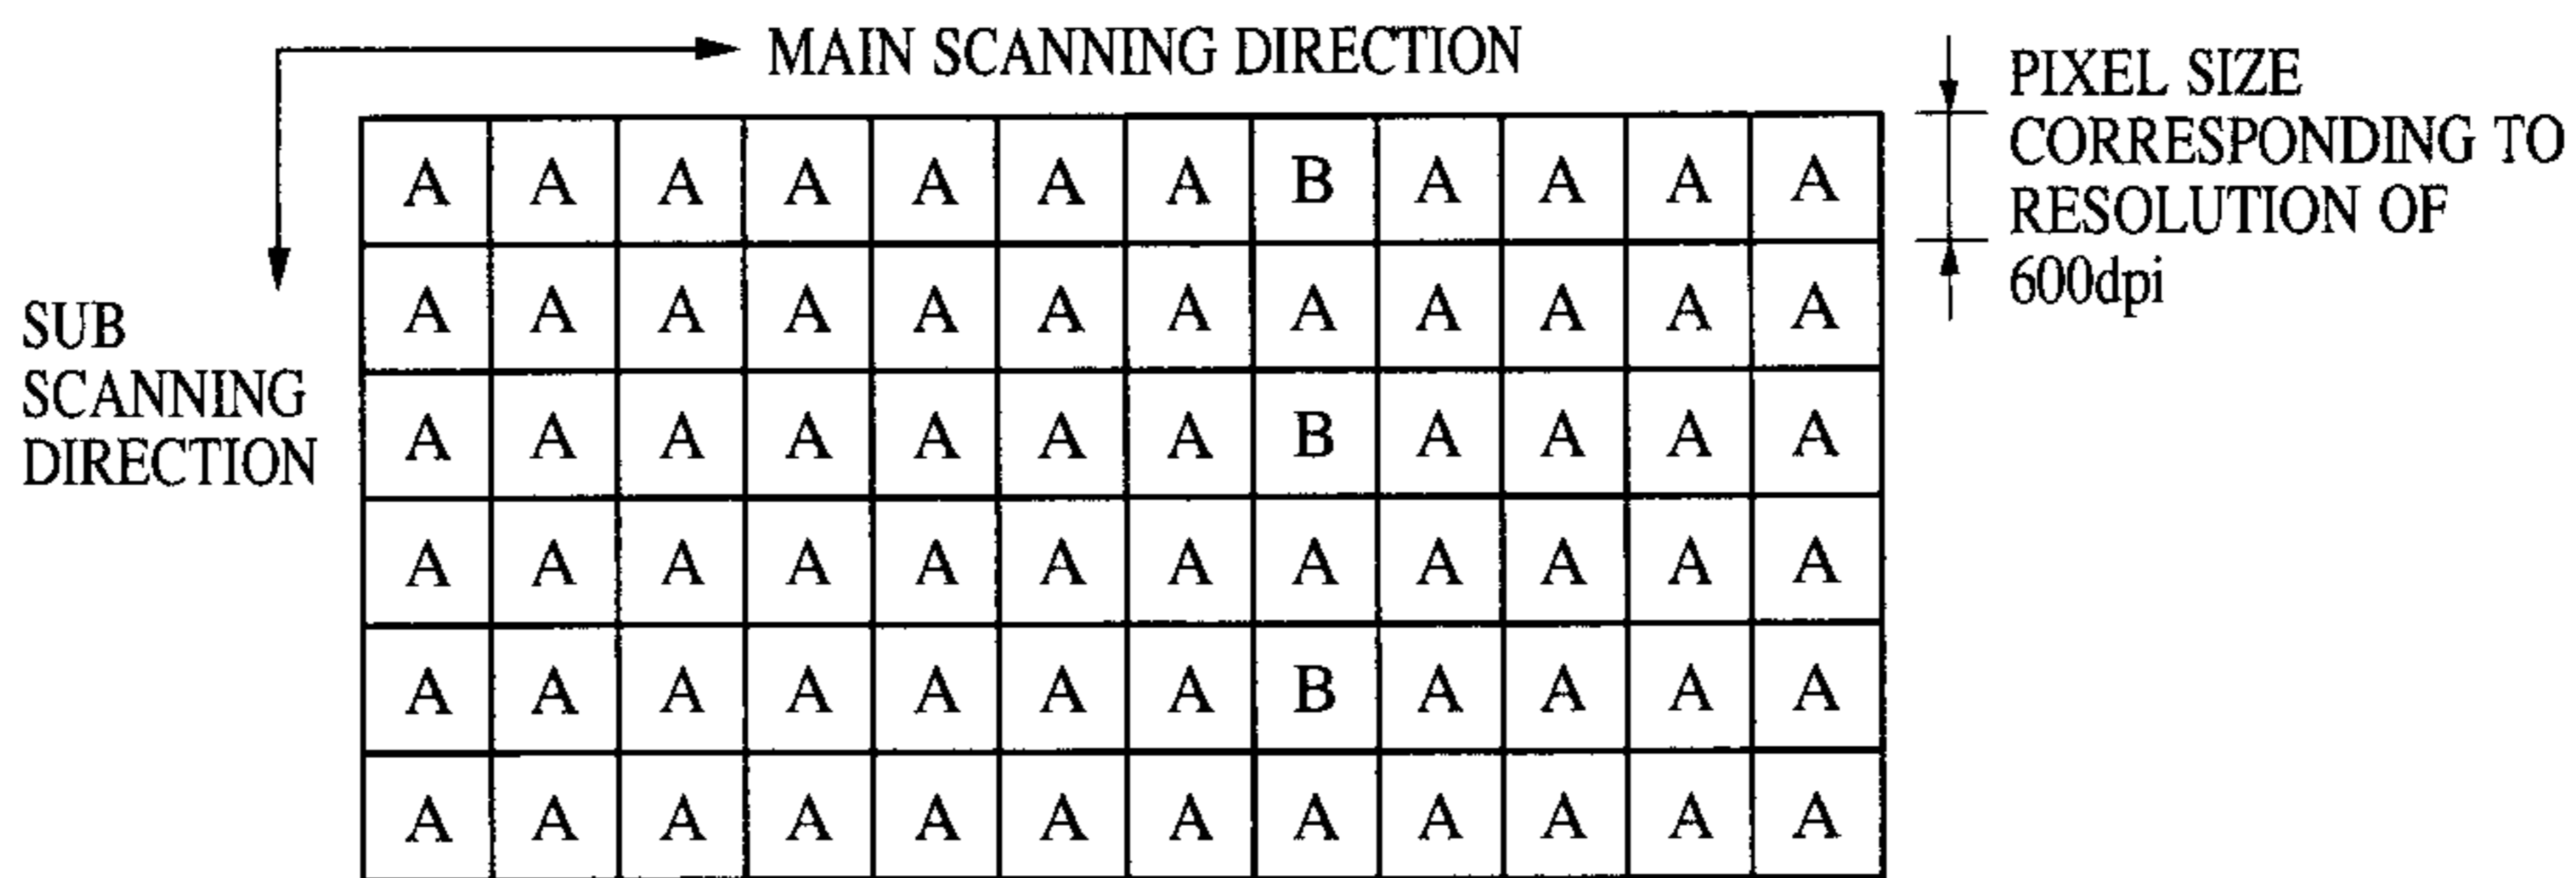 MAIN SCANNING DIRECTION
PIXEL SIZE
CORRESPONDING TO
RESOLUTION OF
600dpi
SUB
SCANNING
DIRECTION
A A A A A A A B A A A A
A A A A A A A A A A A A
A A A A A A A B A A A A
A A A A A A A A A A A A
A A A A A A A B A A A A
A A A A A A A A A A A A